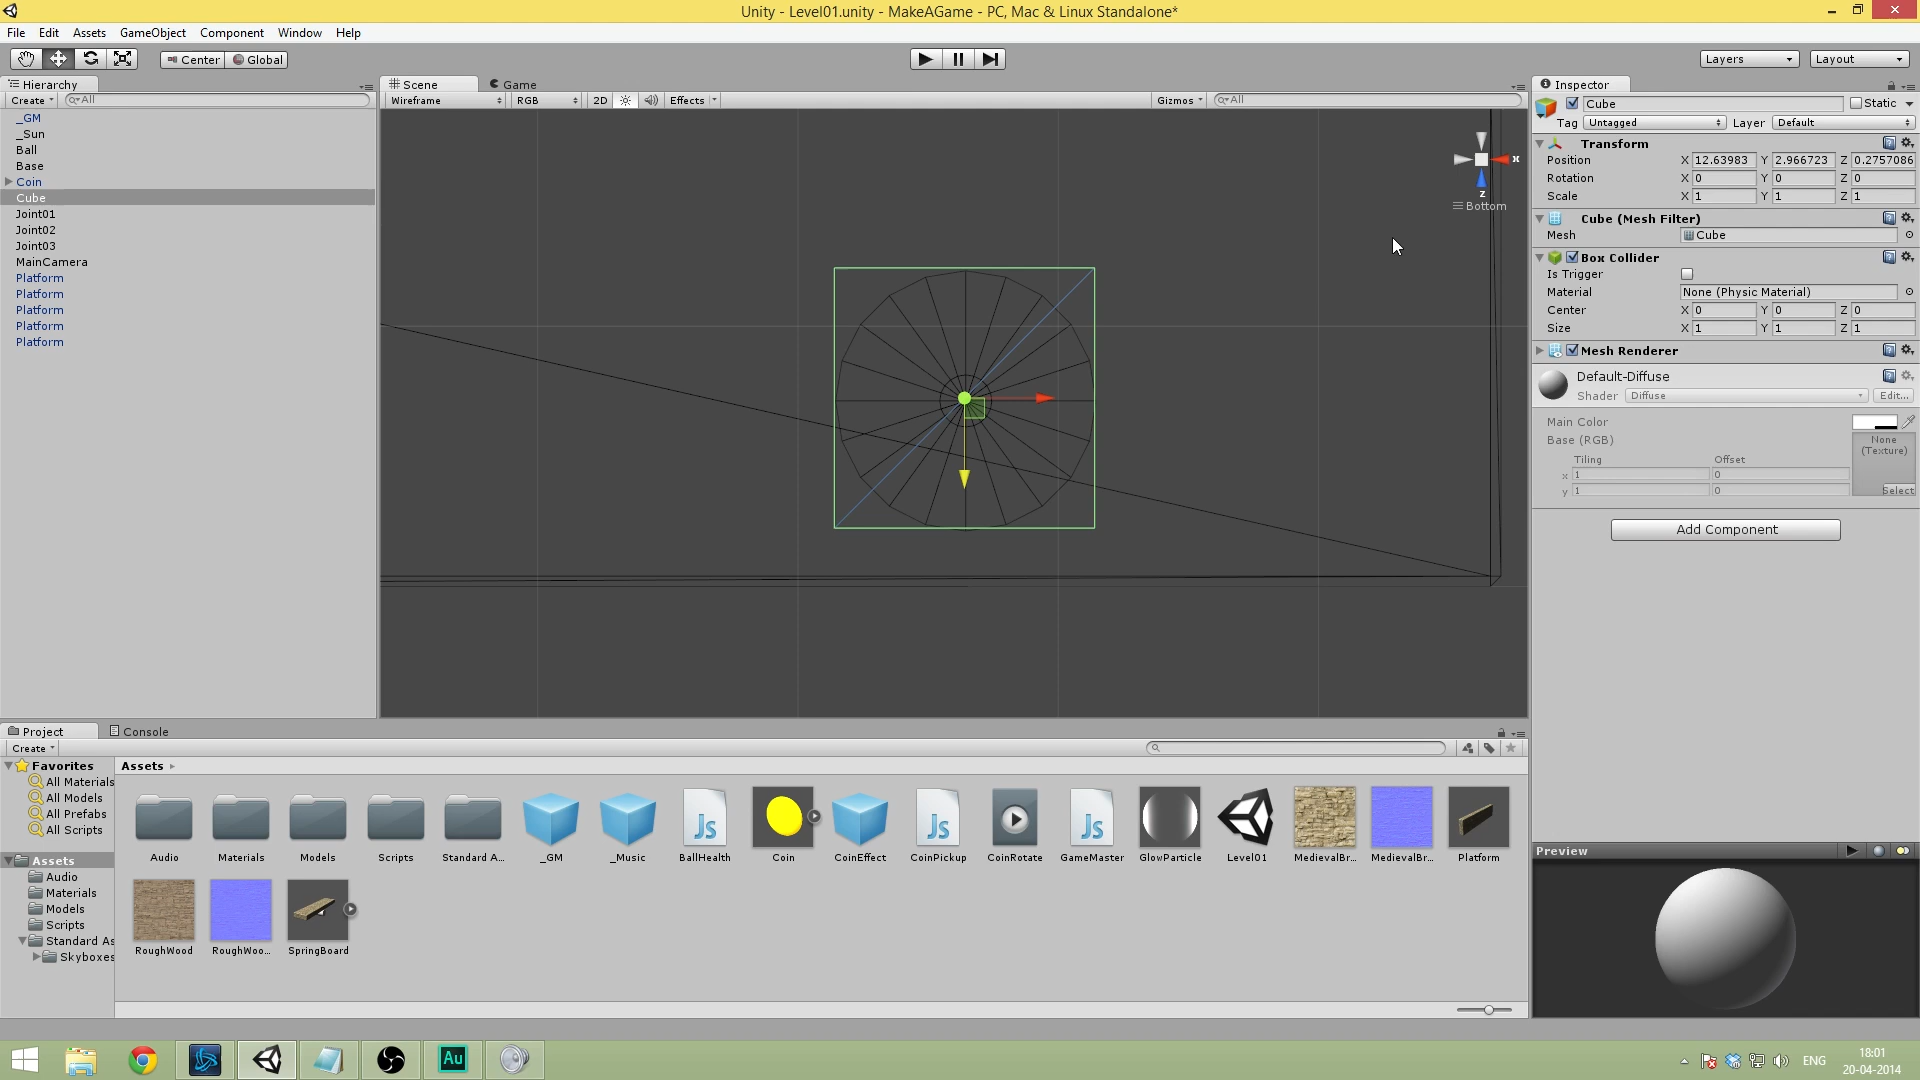 Unity - Level01.unity - MakeAGame - PC, Mac & Linux Standalone*
File Edit Assets GameObject Component Window Help
Center Global Layers Layout
Hierarchy
Create All
_GM
_Sun
Ball
Base
Coin
Cube
Joint01
Joint02
Joint03
MainCamera
Platform
Platform
Platform
Platform
Platform
Scene Game
Wireframe RGB 2D Effects Gizmos All
x
z
Bottom
Inspector
Cube Static
Tag Untagged Layer Default
Transform
Position X 12.63983 Y 2.966723 Z 0.2757086
Rotation X 0 Y 0 Z 0
Scale X 1 Y 1 Z 1
Cube (Mesh Filter)
Mesh Cube
Box Collider
Is Trigger
Material None (Physic Material)
Center X 0 Y 0 Z 0
Size X 1 Y 1 Z 1
Mesh Renderer
Default-Diffuse
Shader Diffuse Edit...
Main Color
Base (RGB) None
(Texture)
Tiling Offset
x 1 0
y 1 0 Select
Add Component
Preview
Project Console
Create
Favorites
All Materials
All Models
All Prefabs
All Scripts
Assets
Audio
Materials
Models
Scripts
Standard As
Skyboxes
Assets
Js Js Js
Audio Materials Models Scripts Standard A... _GM _Music BallHealth Coin CoinEffect CoinPickup CoinRotate GameMaster GlowParticle Level01 MedievalBr... MedievalBr... Platform
RoughWood RoughWoo... SpringBoard
Au
ENG
18:01
20-04-2014